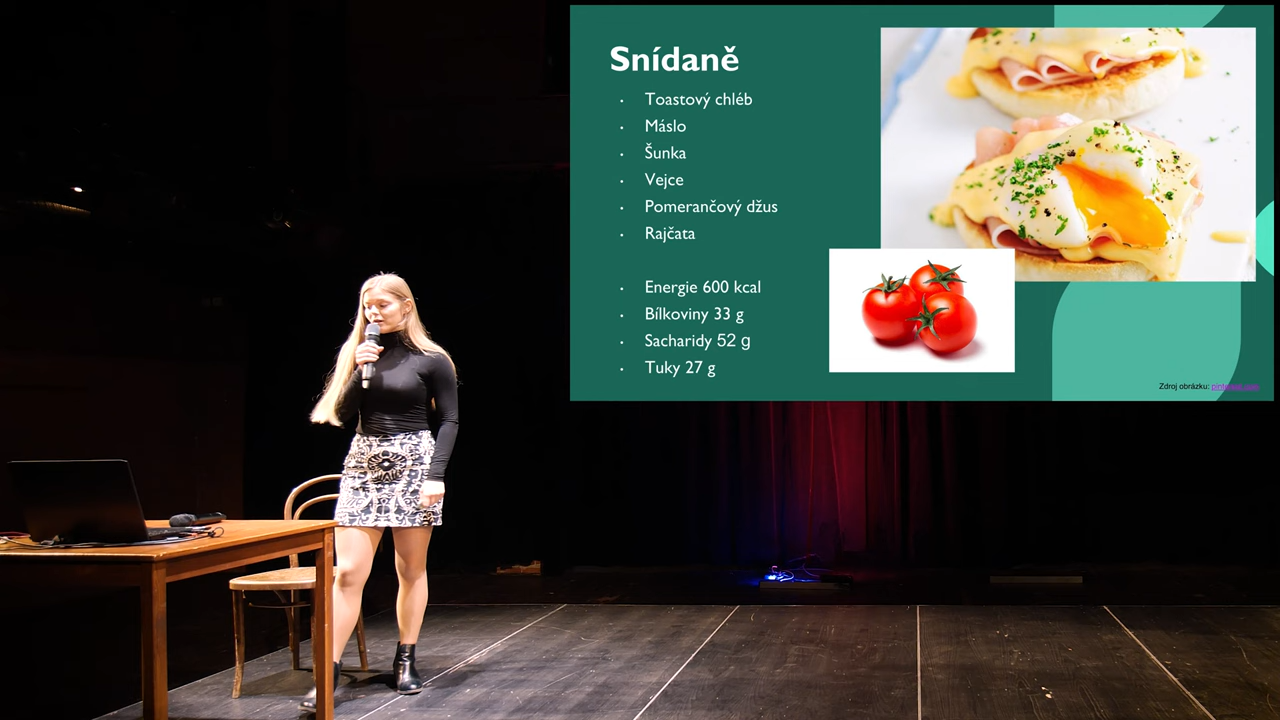 Snídaně
Toastový chléb
Máslo
Šunka
Vejce
Pomerančový džus
Rajčata
Energie 600 kcal
Bílkoviny 33 g
Sacharidy 52 g
Tuky 27 g
Zdroj obrázku: